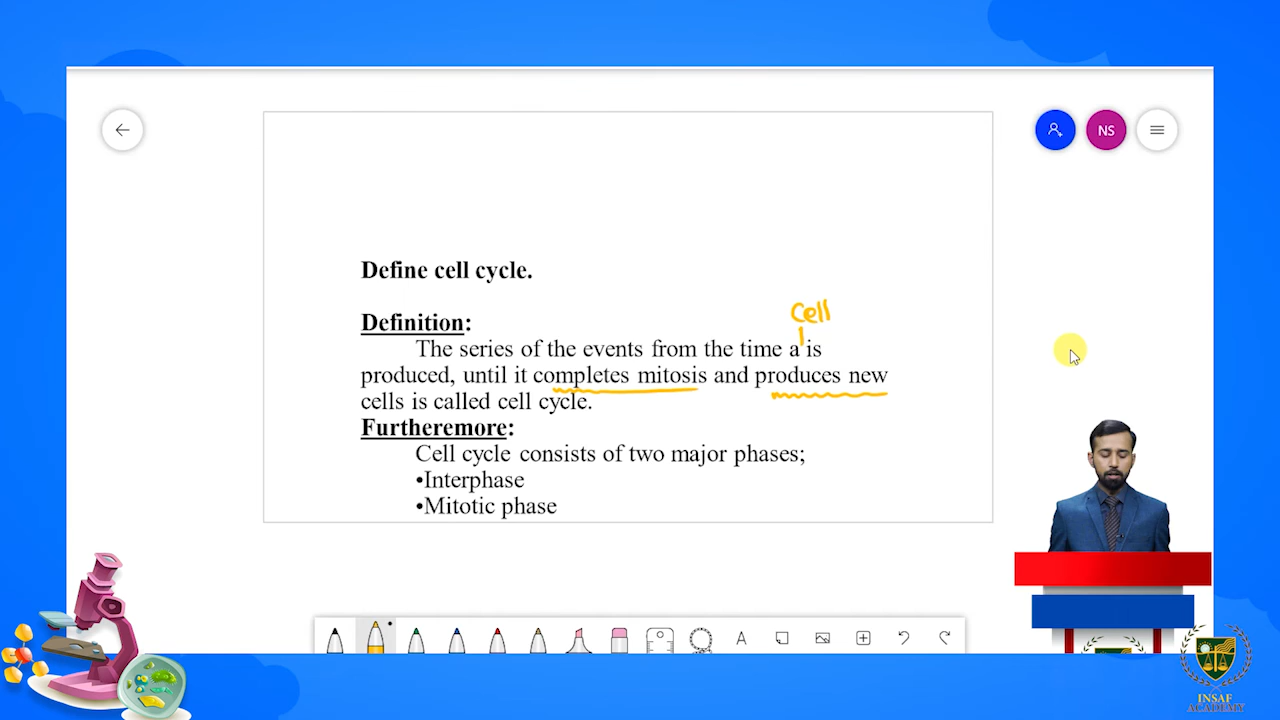 NS
Define cell cycle.
Cell
Definition:
The series of the events from the time a is
produced, until it completes mitosis and produces new
cells is called cell cycle.
Furtheremore:
Cell cycle consists of two major phases;
•Interphase
•Mitotic phase
A
INSAF
ACADEMY